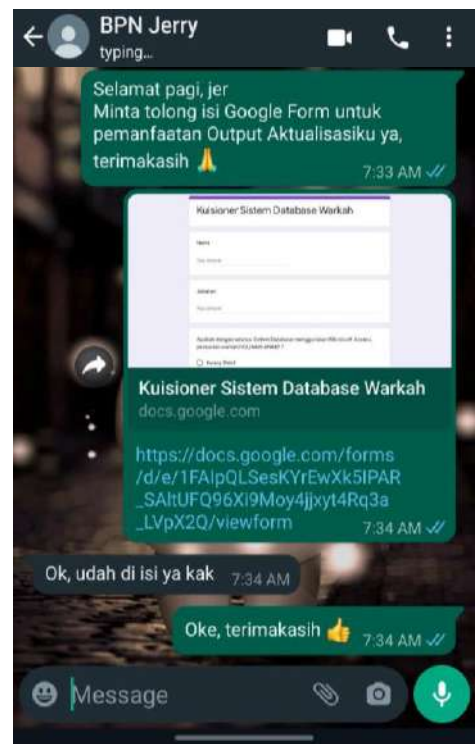 BPN Jerry
typing...
Selamat pagi, jer
Minta tolong isi Google Form untuk
pemanfaatan Output Aktualisasiku ya,
terimakasih 🙏
7:33 AM
Kuisioner Sistem Database Warkah
Nama
Jabatan
Kuisioner Sistem Database Warkah
docs.google.com
https://docs.google.com/forms
/d/e/1FAIpQLSesKYrEwXk5IPAR
_SAltUFQ96Xi9Moy4jjxyt4Rq3a
_LVpX2Q/viewform
7:34 AM
Ok, udah di isi ya kak
7:34 AM
Oke, terimakasih 👍
7:34 AM
Message